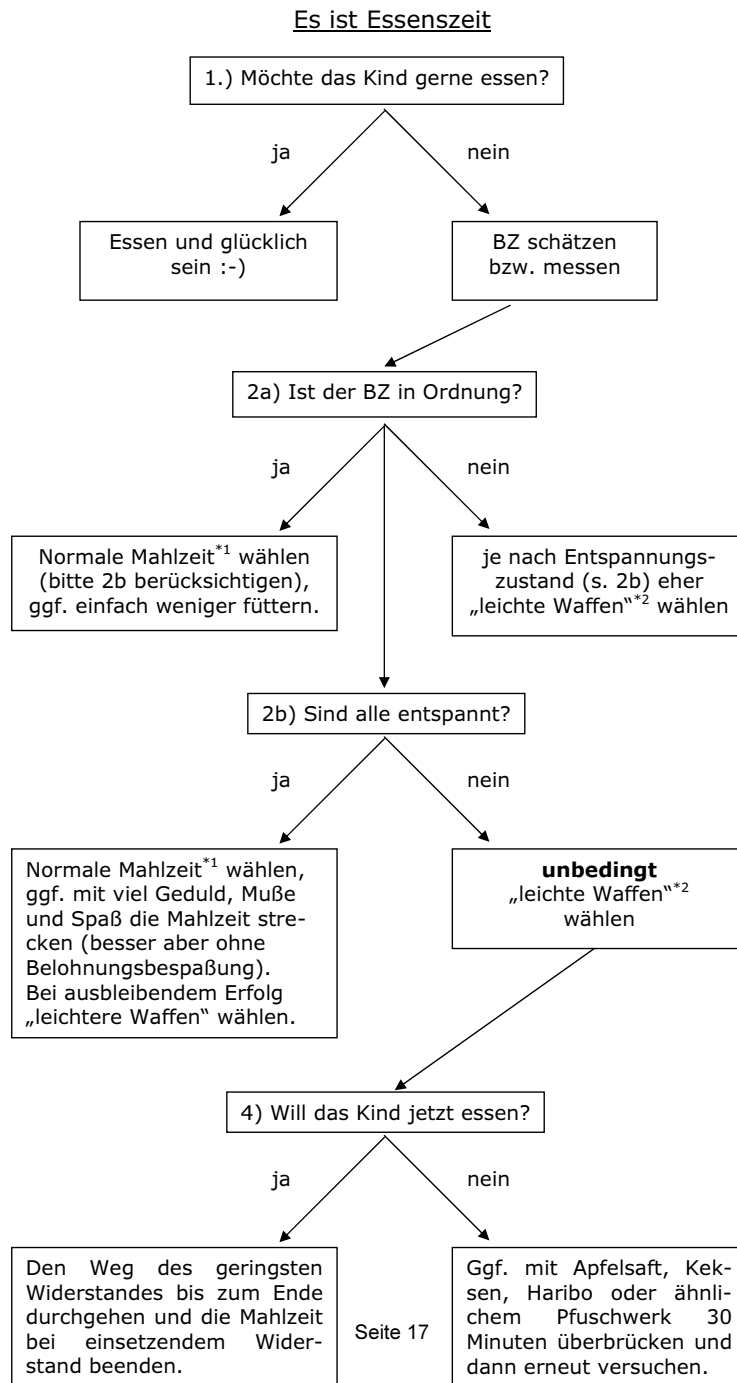 Es ist Essenszeit
1.) Möchte das Kind gerne essen?
ja
nein
Essen und glücklich
sein :-)
BZ schätzen
bzw. messen
2a) Ist der BZ in Ordnung?
ja
nein
Normale Mahlzeit*1 wählen
(bitte 2b berücksichtigen),
ggf. einfach weniger füttern.
je nach Entspannungs-
zustand (s. 2b) eher
„leichte Waffen“*2 wählen
2b) Sind alle entspannt?
ja
nein
Normale Mahlzeit*1 wählen,
ggf. mit viel Geduld, Muße
und Spaß die Mahlzeit stre-
cken (besser aber ohne
Belohnungsbespaßung).
Bei ausbleibendem Erfolg
„leichtere Waffen“ wählen.
unbedingt
„leichte Waffen“*2
wählen
4) Will das Kind jetzt essen?
ja
nein
Den Weg des geringsten
Widerstandes bis zum Ende
durchgehen und die Mahlzeit
bei einsetzendem Wider-
stand beenden.
Ggf. mit Apfelsaft, Kek-
sen, Haribo oder ähnli-
chem Pfuschwerk 30
Minuten überbrücken und
dann erneut versuchen.
Seite 17